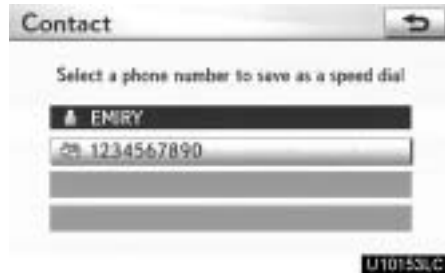 Contact
Select a phone number to save as a speed dial
EMIRY
1234567890
U10153LC